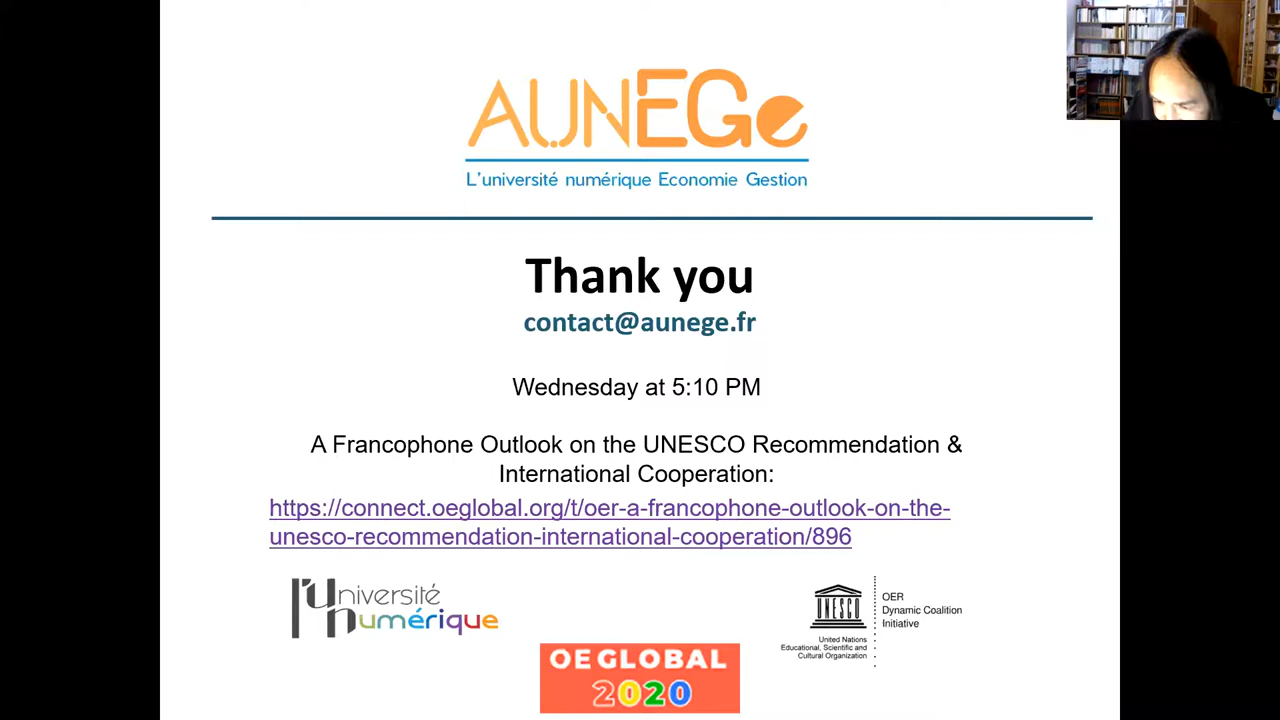 AUNEGe
L'université numérique Economie Gestion
Thank you
contact@aunege.fr
Wednesday at 5:10 PM
A Francophone Outlook on the UNESCO Recommendation &
International Cooperation:
https://connect.oeglobal.org/t/oer-a-francophone-outlook-on-the-
unesco-recommendation-international-cooperation/896
l'Université
numérique
UNESCO
United Nations
Educational, Scientific and
Cultural Organization
OER
Dynamic Coalition
Initiative
OEGLOBAL
2020